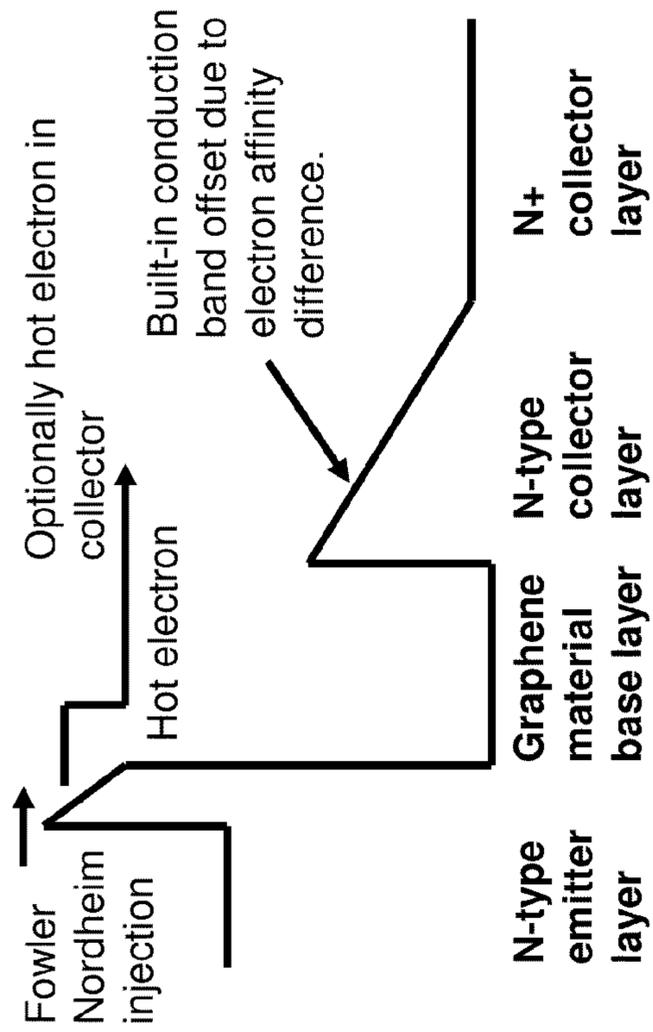 Fowler
Nordheim
injection
Optionally hot electron in
collector
Hot electron
Built-in conduction
band offset due to
electron affinity
difference.
N-type
emitter
layer
Graphene
material
base layer
N-type
collector
layer
N+
collector
layer